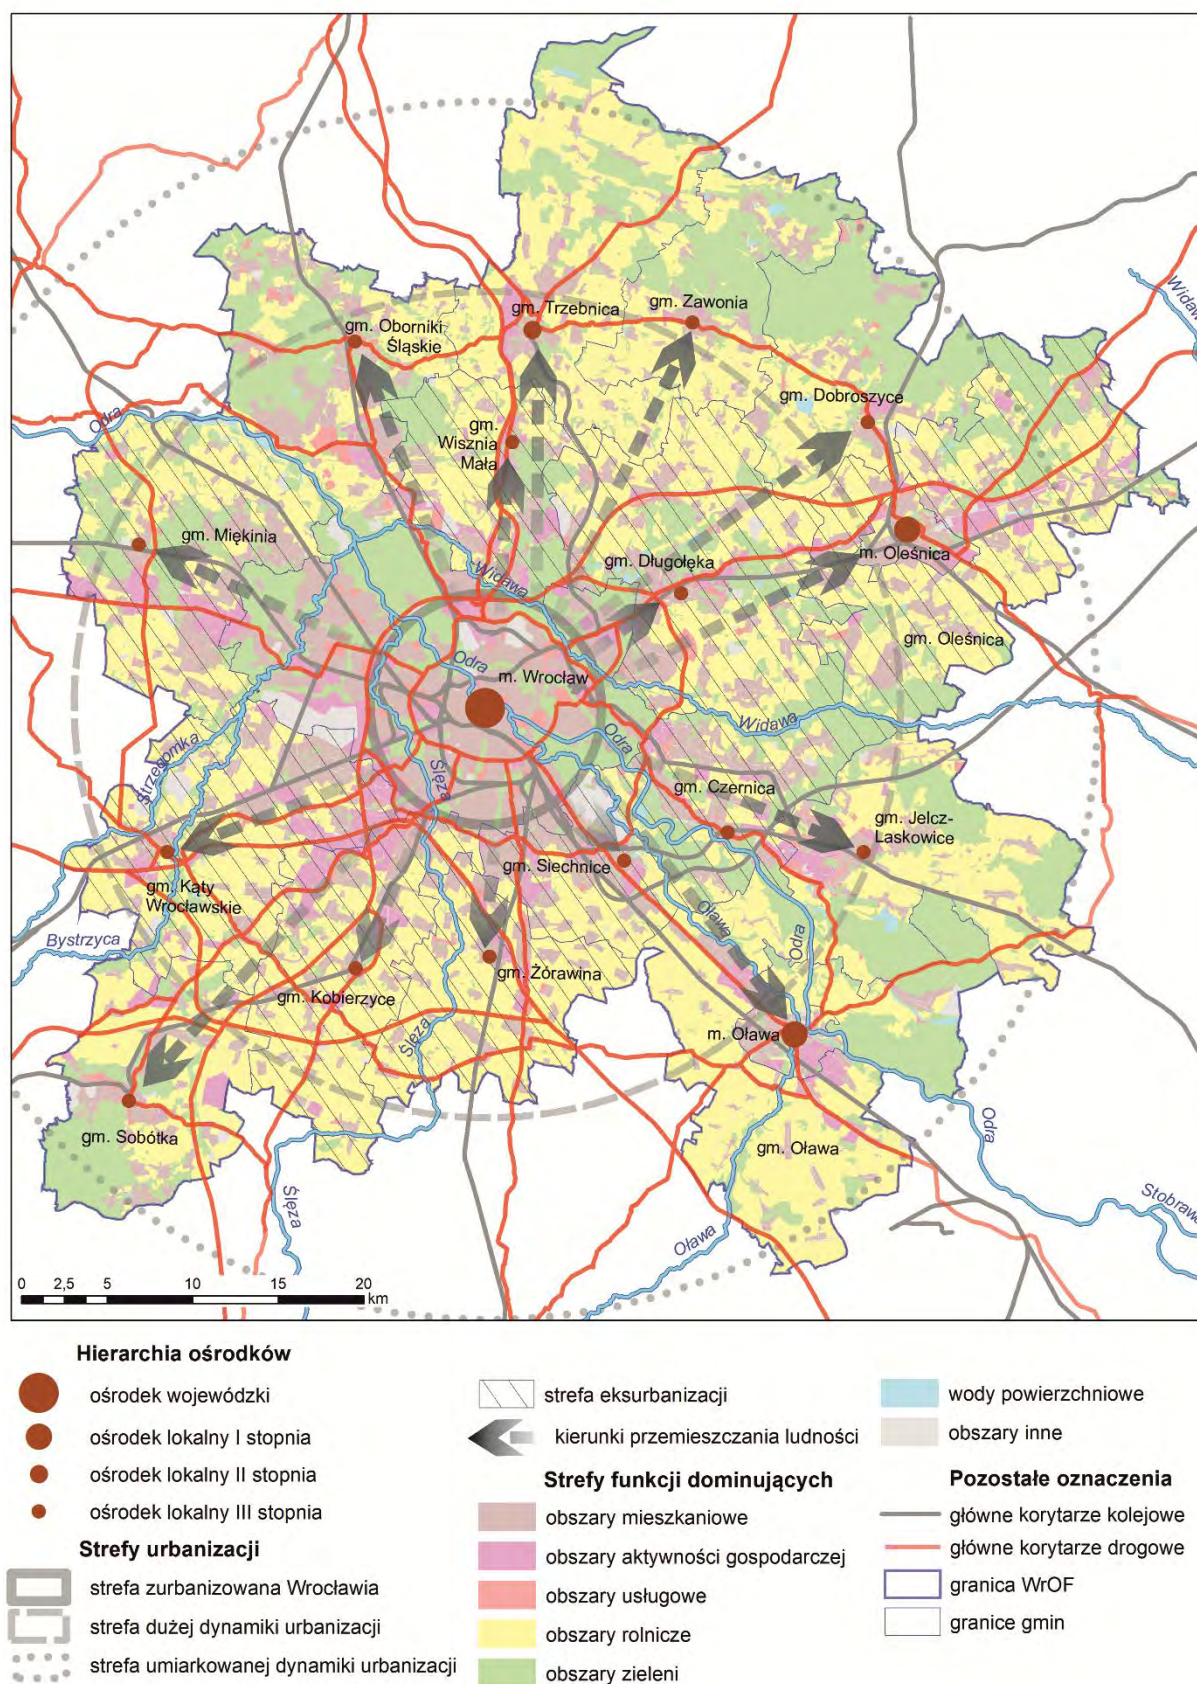 gm. Trzebnica
gm. Zawonia
gm. Oborniki
Śląskie
Widawa
gm. Dobroszyce
Odra
gm.
Wisznia
Mała
gm. Miękinia
m. Oleśnica
gm. Długołęka
Widawa
gm. Oleśnica
Odra
m. Wrocław
Widawa
Odra
Strzegomka
Ślęza
gm. Czernica
gm. Jelcz-
Laskowice
gm. Siechnice
gm. Kąty
Wrocławskie
Oława
Odra
Bystrzyca
gm. Żórawina
gm. Kobierzyce
Ślęza
m. Oława
gm. Sobótka
gm. Oława
Odra
Ślęza
Stobrawa
Oława
0 2,5 5 10 15 20
km
Hierarchia ośrodków
ośrodek wojewódzki
ośrodek lokalny I stopnia
ośrodek lokalny II stopnia
ośrodek lokalny III stopnia
Strefy urbanizacji
strefa zurbanizowana Wrocławia
strefa dużej dynamiki urbanizacji
strefa umiarkowanej dynamiki urbanizacji
strefa eksurbanizacji
kierunki przemieszczania ludności
Strefy funkcji dominujących
obszary mieszkaniowe
obszary aktywności gospodarczej
obszary usługowe
obszary rolnicze
obszary zieleni
wody powierzchniowe
obszary inne
Pozostałe oznaczenia
główne korytarze kolejowe
główne korytarze drogowe
granica WrOF
granice gmin